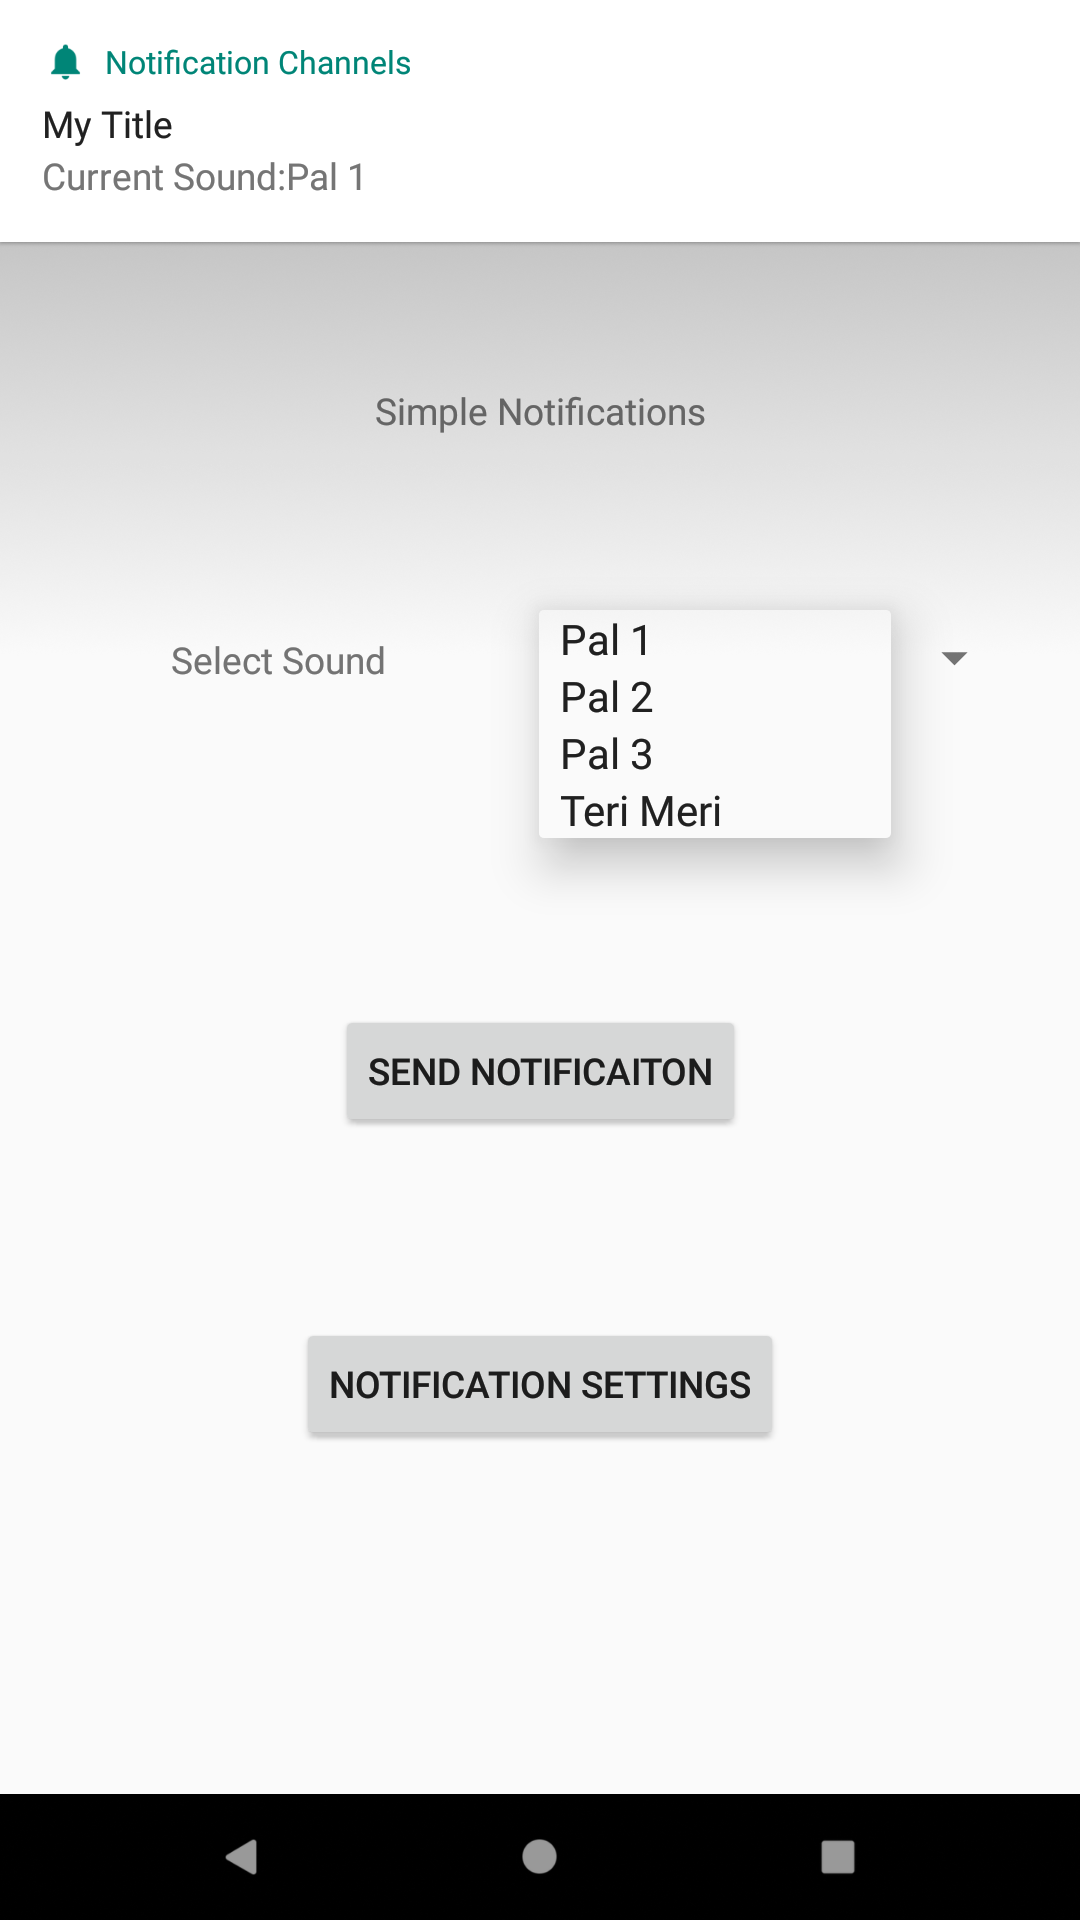 Notification Channels
My Title
Current Sound:Pal 1
Simple Notifications
Select Sound
Pal 1
Pal 2
Pal 3
Teri Meri
SEND NOTIFICAITON
NOTIFICATION SETTINGS